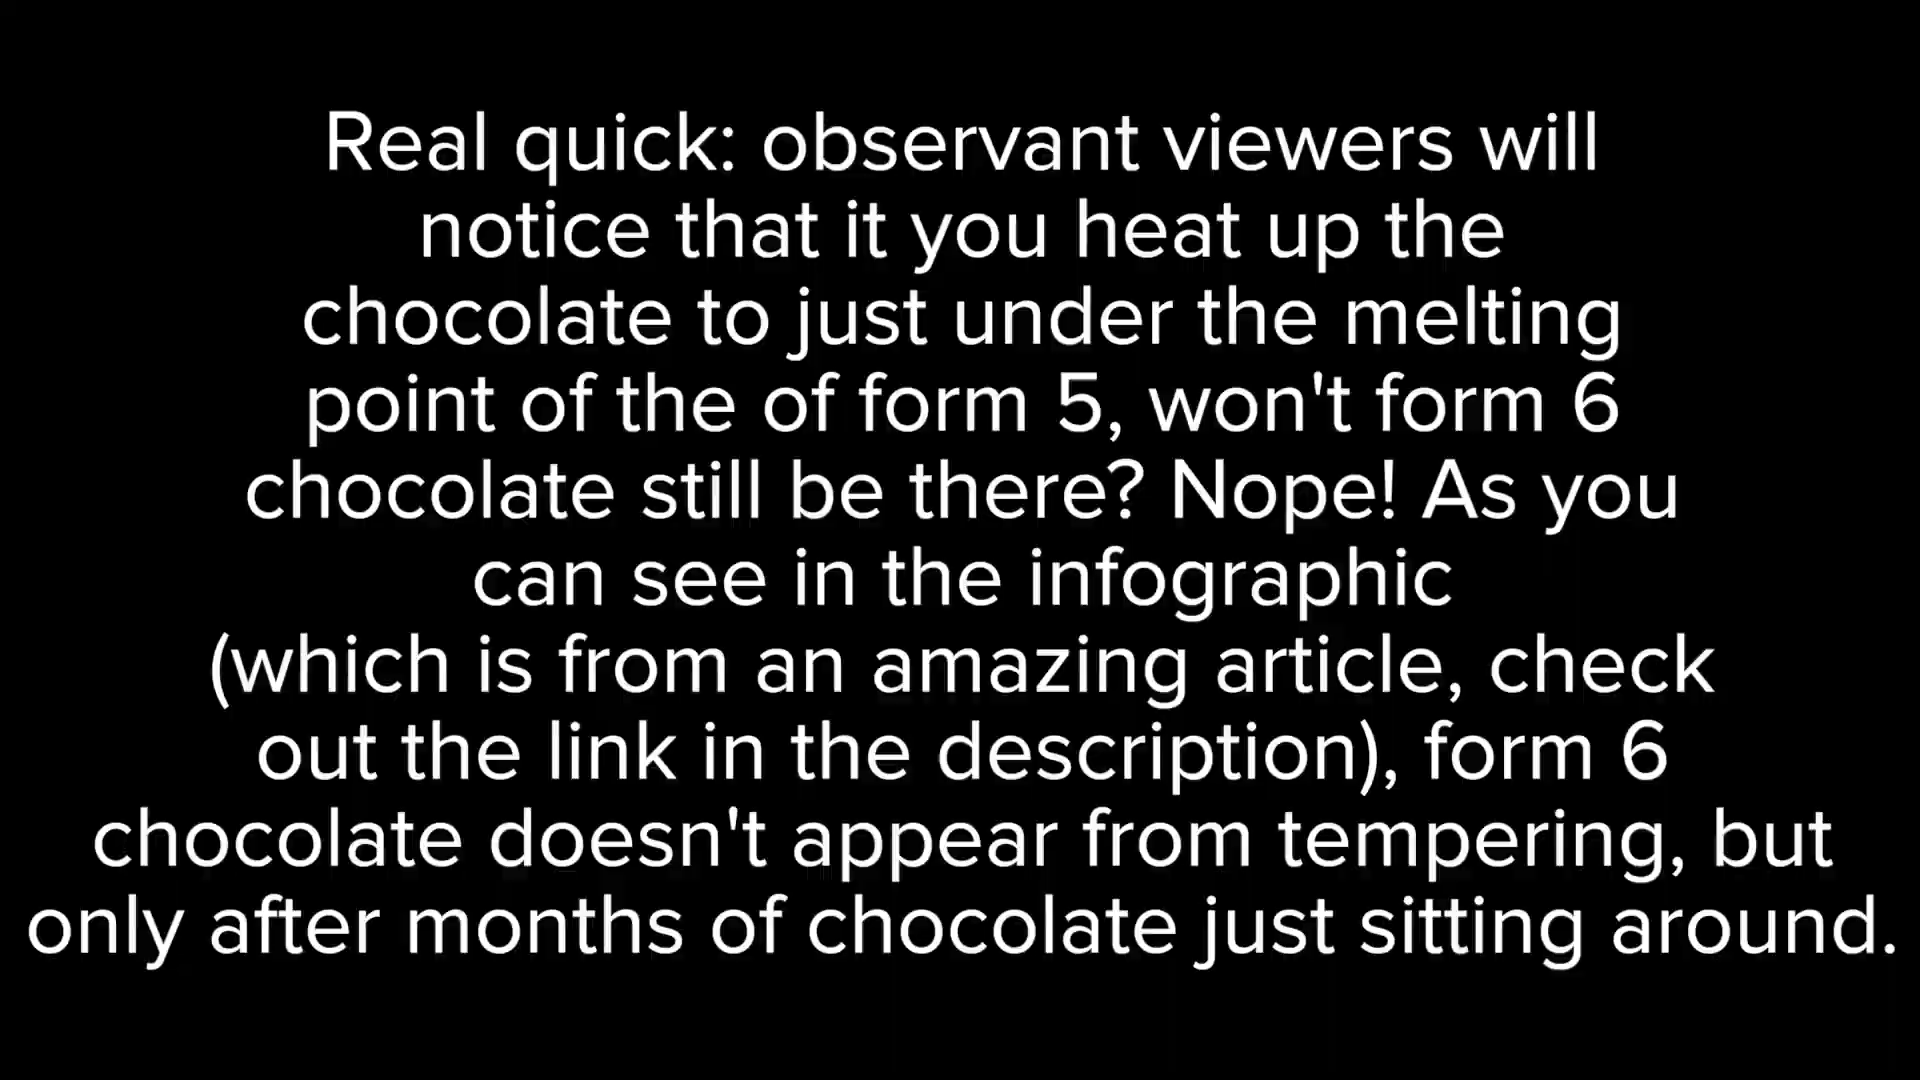 Real quick: observant viewers will
notice that it you heat up the
chocolate to just under the melting
point of the of form 5, won't form 6
chocolate still be there? Nope! As you
can see in the infographic
(which is from an amazing article, check
out the link in the description), form 6
chocolate doesn't appear from tempering, but
only after months of chocolate just sitting around.